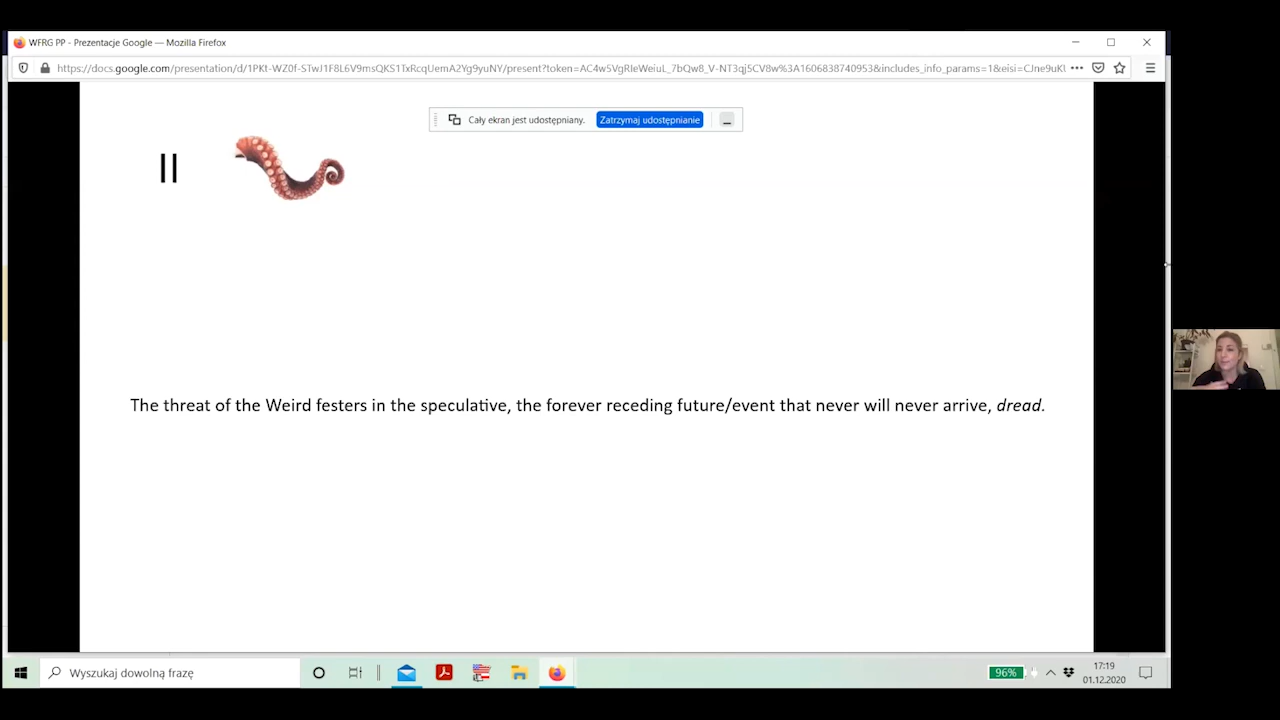 WFRG PP - Prezentacje Google — Mozilla Firefox
https://docs.google.com/presentation/d/1PKt-WZ0f-STwJ1F8L6V9msQKS1TxRcqUemA2Yg9yuNY/present?token=AC4w5VgRIeWeiuL_7bQw8_V-NT3qj5CV8w%3A1606838740953&includes_info_params=1&eisi=CJne9uKU
Cały ekran jest udostępniany. Zatrzymaj udostępnianie
II
The threat of the Weird festers in the speculative, the forever receding future/event that never will never arrive, dread.
Wyszukaj dowolną frazę
96%
17:19
01.12.2020